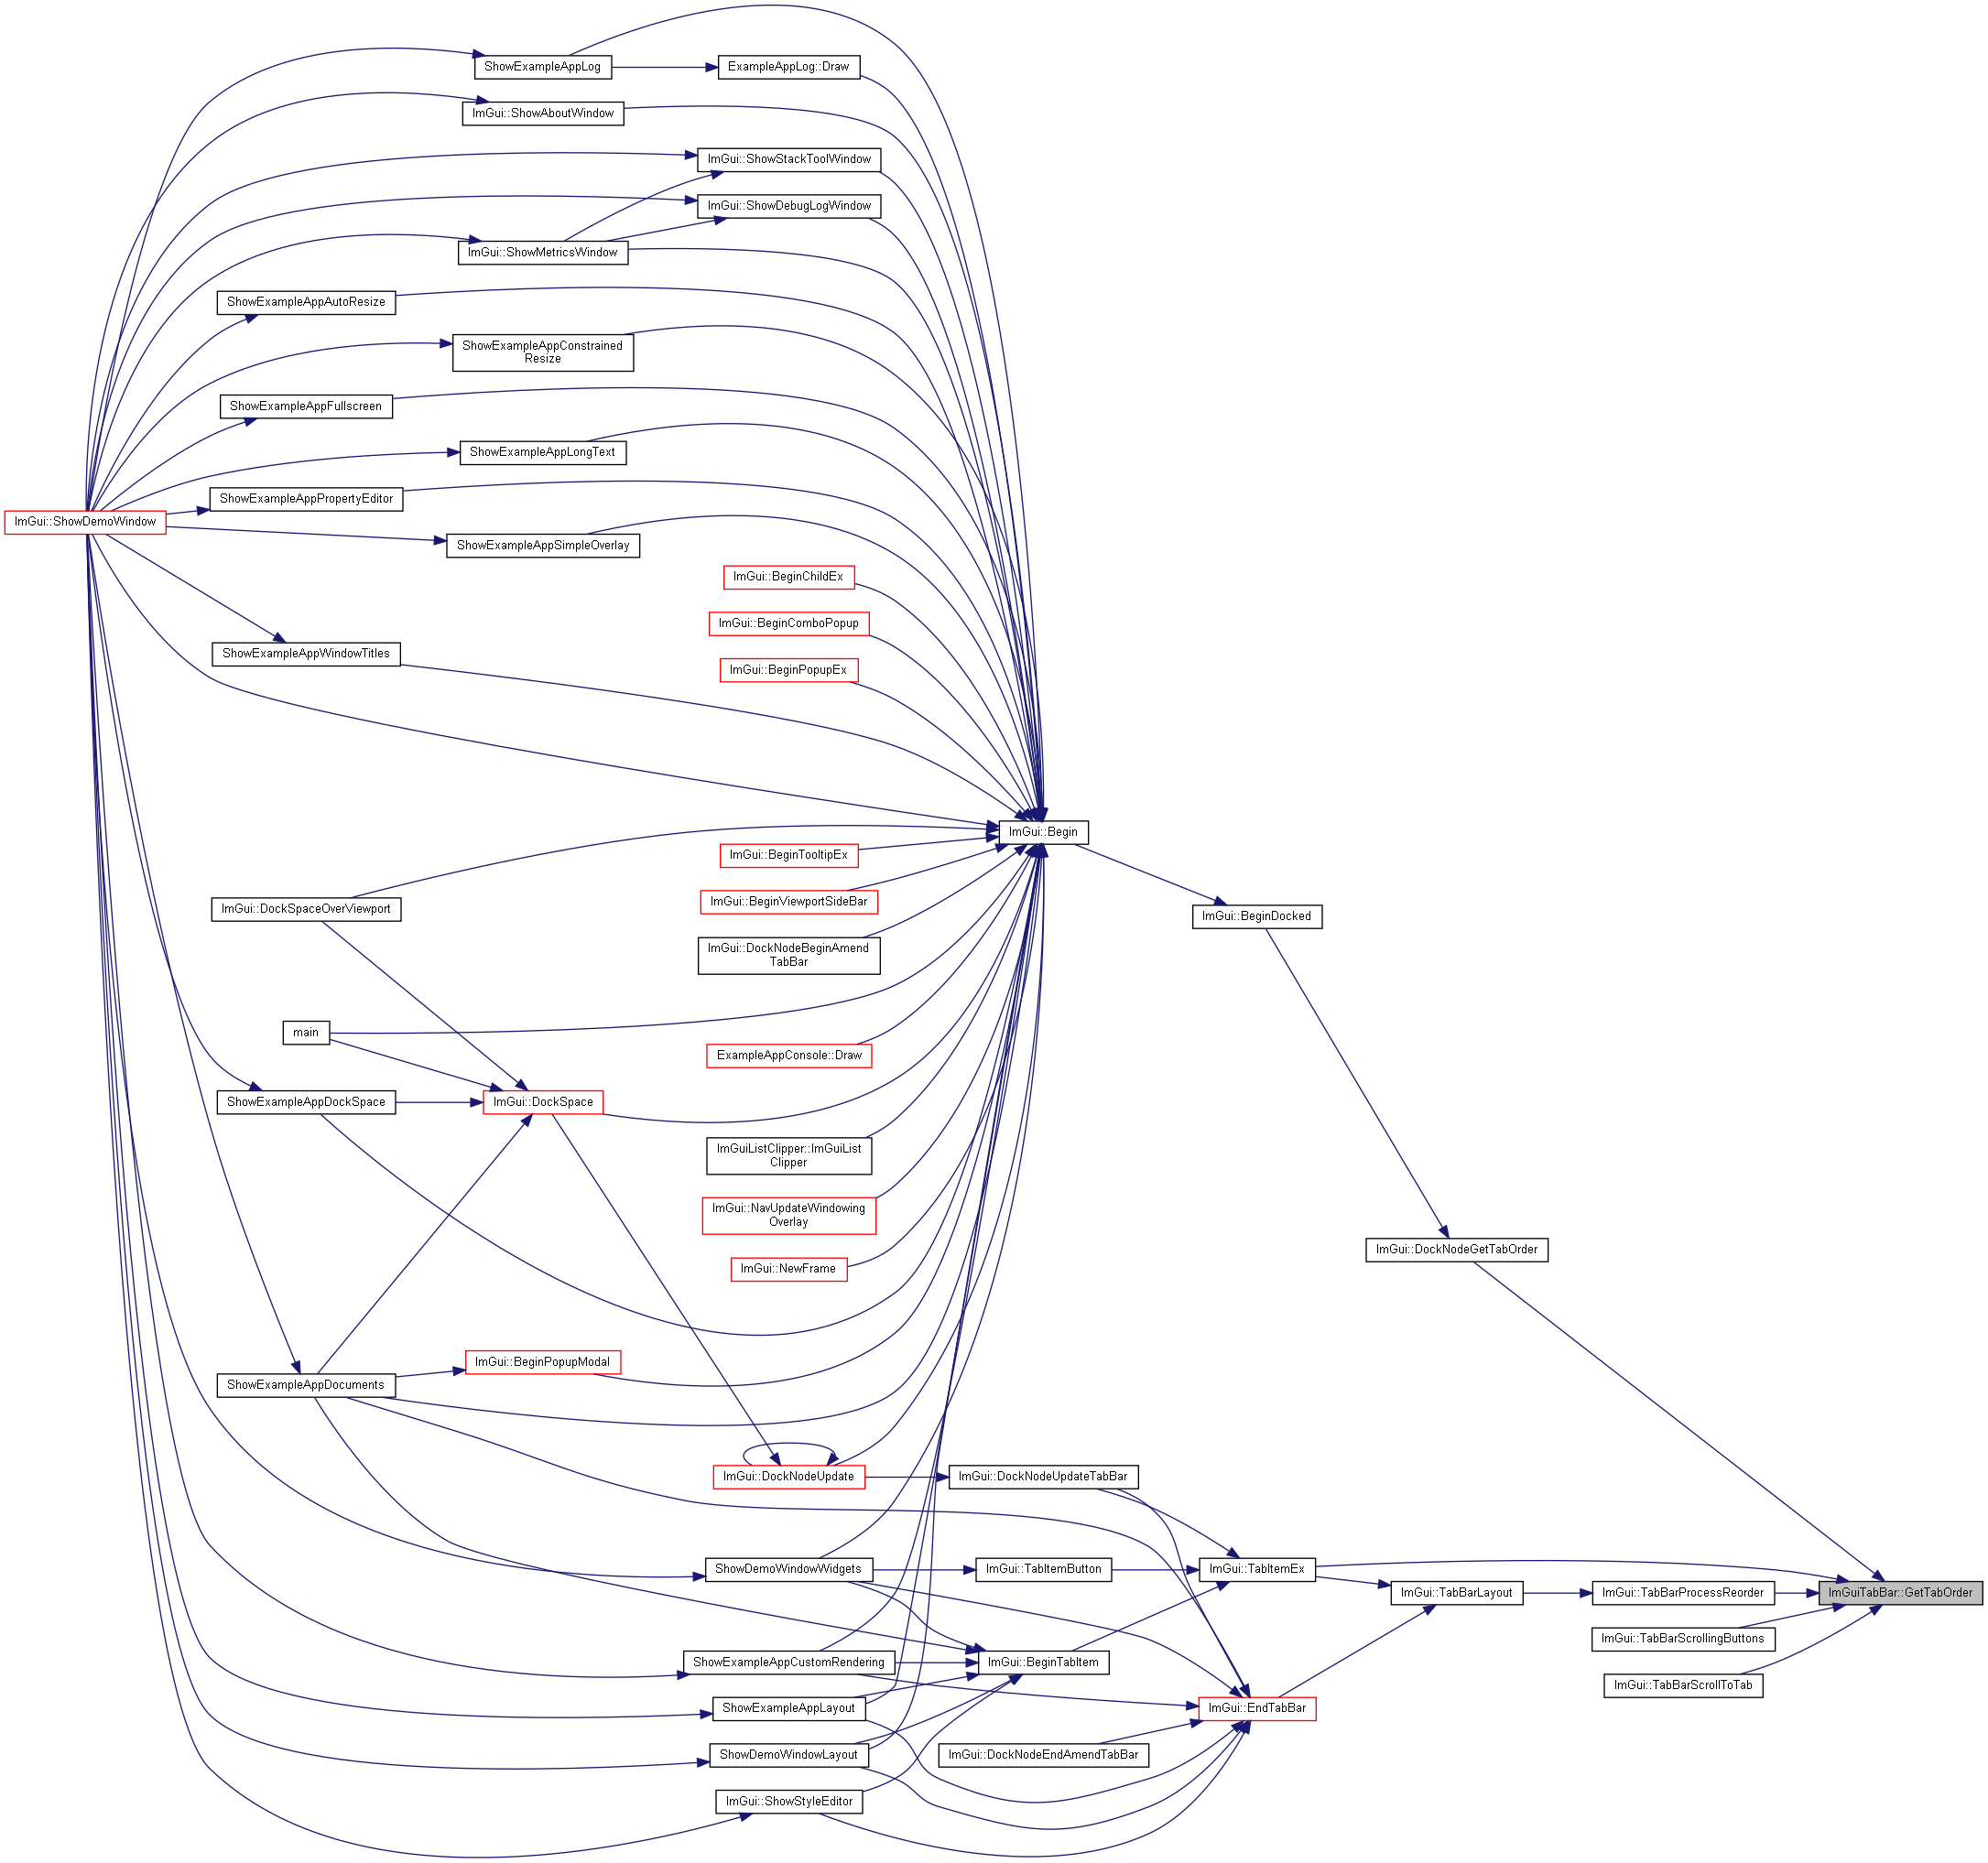 ShowExampleAppLog
ExampleAppLog::Draw
ImGui::ShowAboutWindow
ImGui::ShowStackToolWindow
ImGui::ShowDebugLogWindow
ImGui::ShowMetricsWindow
ShowExampleAppAutoResize
ShowExampleAppConstrained
Resize
ShowExampleAppFullscreen
ShowExampleAppLongText
ShowExampleAppPropertyEditor
ImGui::ShowDemoWindow
ShowExampleAppSimpleOverlay
ImGui::BeginChildEx
ImGui::BeginComboPopup
ShowExampleAppWindowTitles
ImGui::BeginPopupEx
ImGui::Begin
ImGui::BeginTooltipEx
ImGui::BeginViewportSideBar
ImGui::DockSpaceOverViewport
ImGui::BeginDocked
ImGui::DockNodeBeginAmend
TabBar
main
ExampleAppConsole::Draw
ShowExampleAppDockSpace
ImGui::DockSpace
ImGuiListClipper::ImGuiList
Clipper
ImGui::NavUpdateWindowing
Overlay
ImGui::DockNodeGetTabOrder
ImGui::NewFrame
ImGui::BeginPopupModal
ShowExampleAppDocuments
ImGui::DockNodeUpdate
ImGui::DockNodeUpdateTabBar
ShowDemoWindowWidgets
ImGui::TabItemButton
ImGui::TabItemEx
ImGui::TabBarLayout
ImGui::TabBarProcessReorder
ImGuiTabBar::GetTabOrder
ImGui::TabBarScrollingButtons
ShowExampleAppCustomRendering
ImGui::BeginTabItem
ImGui::TabBarScrollToTab
ShowExampleAppLayout
ImGui::EndTabBar
ShowDemoWindowLayout
ImGui::DockNodeEndAmendTabBar
ImGui::ShowStyleEditor